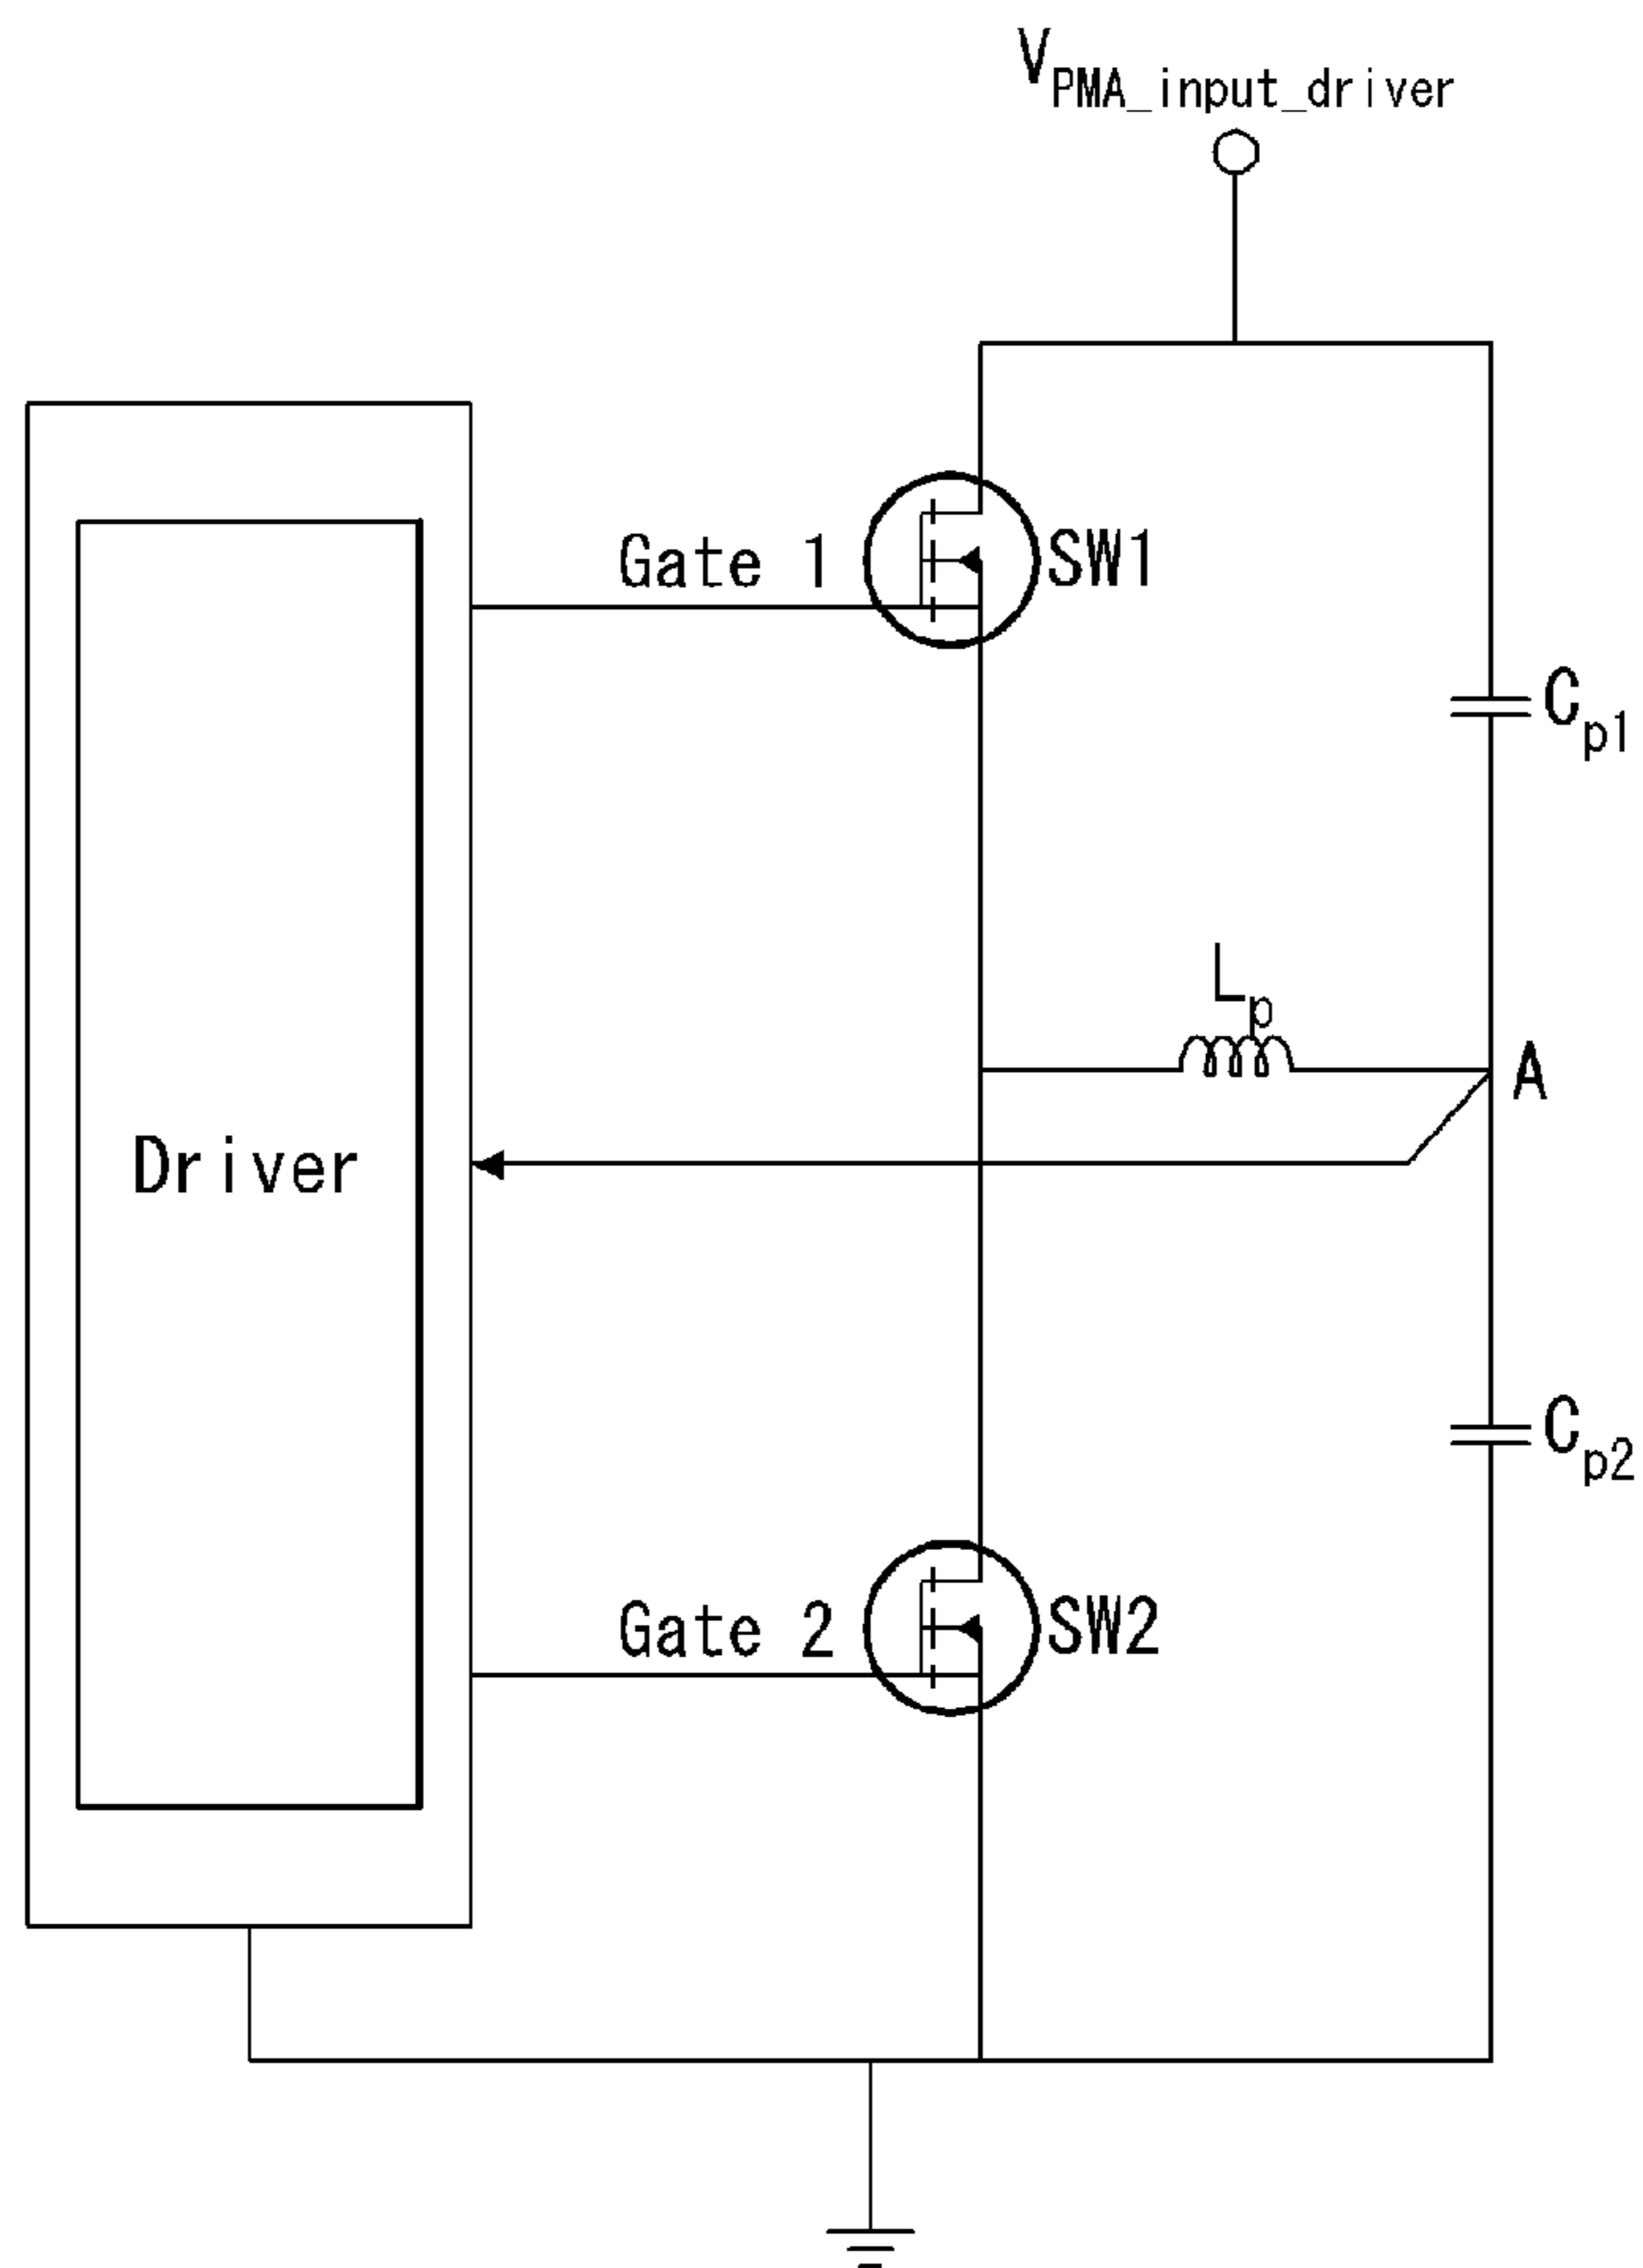 VPMA_input_driver
Gate 1
SW1
Cp1
Lp
A
Driver
Cp2
Gate 2
SW2